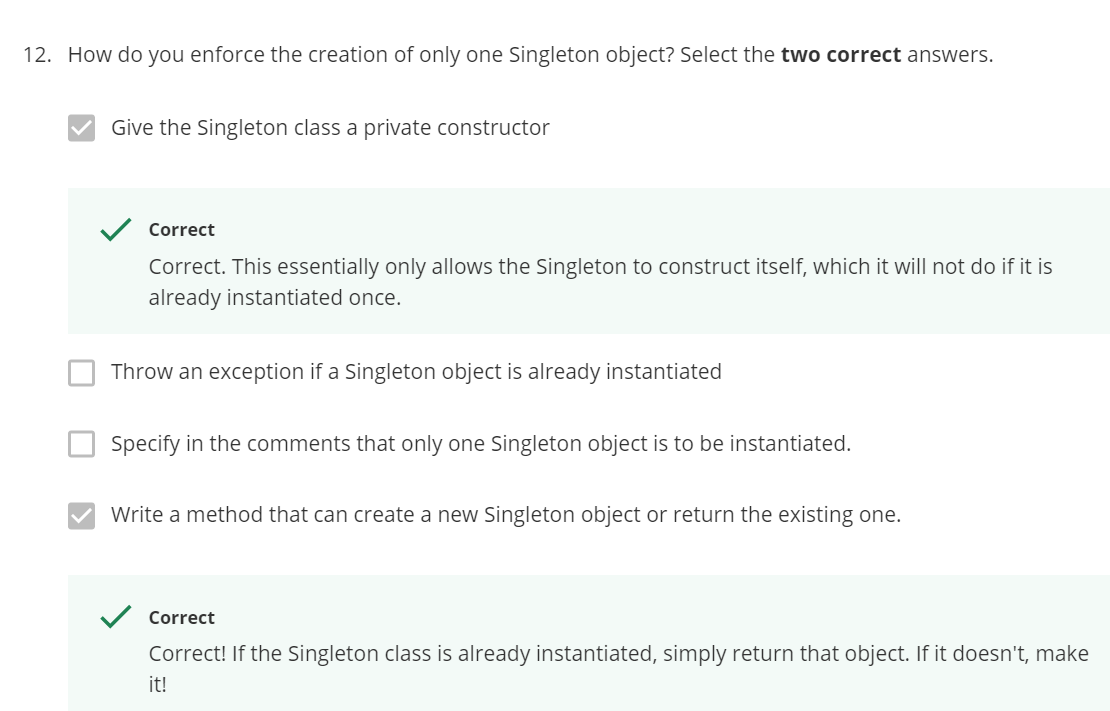 12. How do you enforce the creation of only one Singleton object? Select the two correct answers.
Give the Singleton class a private constructor
Correct
Correct. This essentially only allows the Singleton to construct itself, which it will not do if it is
already instantiated once.
Throw an exception if a Singleton object is already instantiated
Specify in the comments that only one Singleton object is to be instantiated.
Write a method that can create a new Singleton object or return the existing one.
Correct
Correct! If the Singleton class is already instantiated, simply return that object. If it doesn't, make
it!